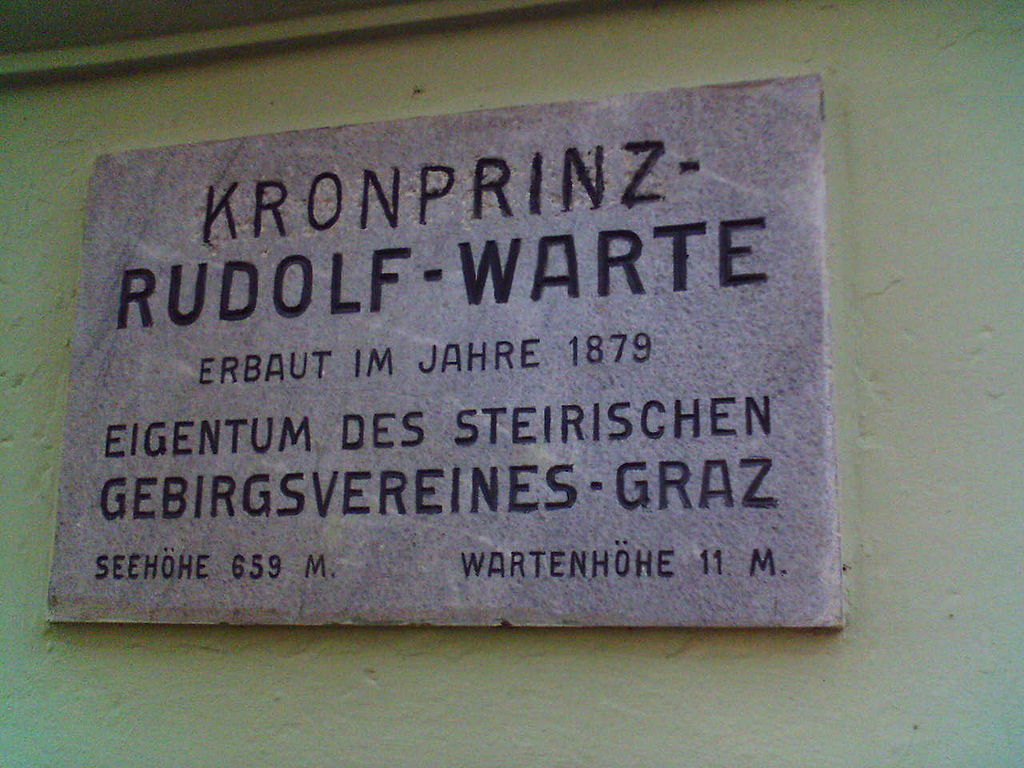 KRONPRINZ-
RUDOLF-WARTE
ERBAUT IM JAHRE 1879
EIGENTUM DES STEIRISCHEN
GEBIRGSVEREINES-GRAZ
SEEHÖHE 659 M. WARTENHÖHE 11 M.